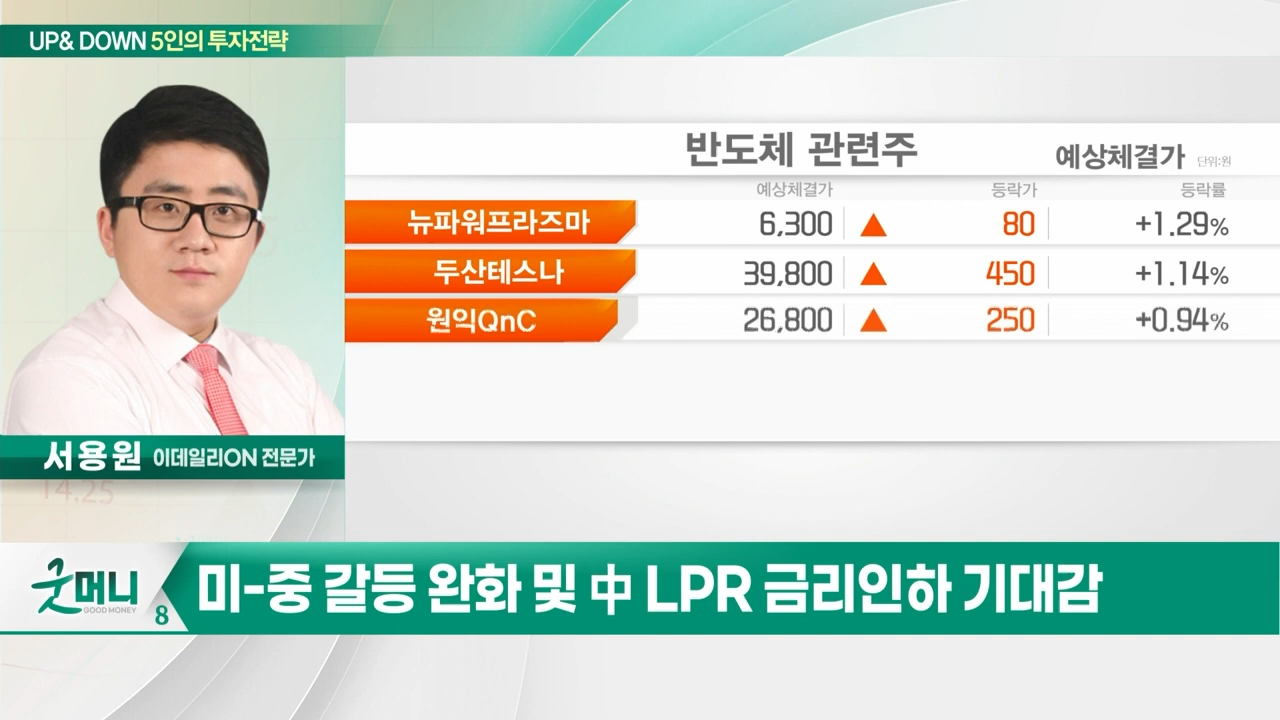 UP& DOWN 5인의 투자전략
반도체 관련주
예상체결가 단위:원
예상체결가 등락가 등락률
뉴파워프라즈마 6,300 ▲ 80 +1.29%
두산테스나 39,800 ▲ 450 +1.14%
원익QnC 26,800 ▲ 250 +0.94%
서용원 이데일리ON 전문가
14.25
굿머니
GOOD MONEY
8
미-중 갈등 완화 및 中 LPR 금리인하 기대감